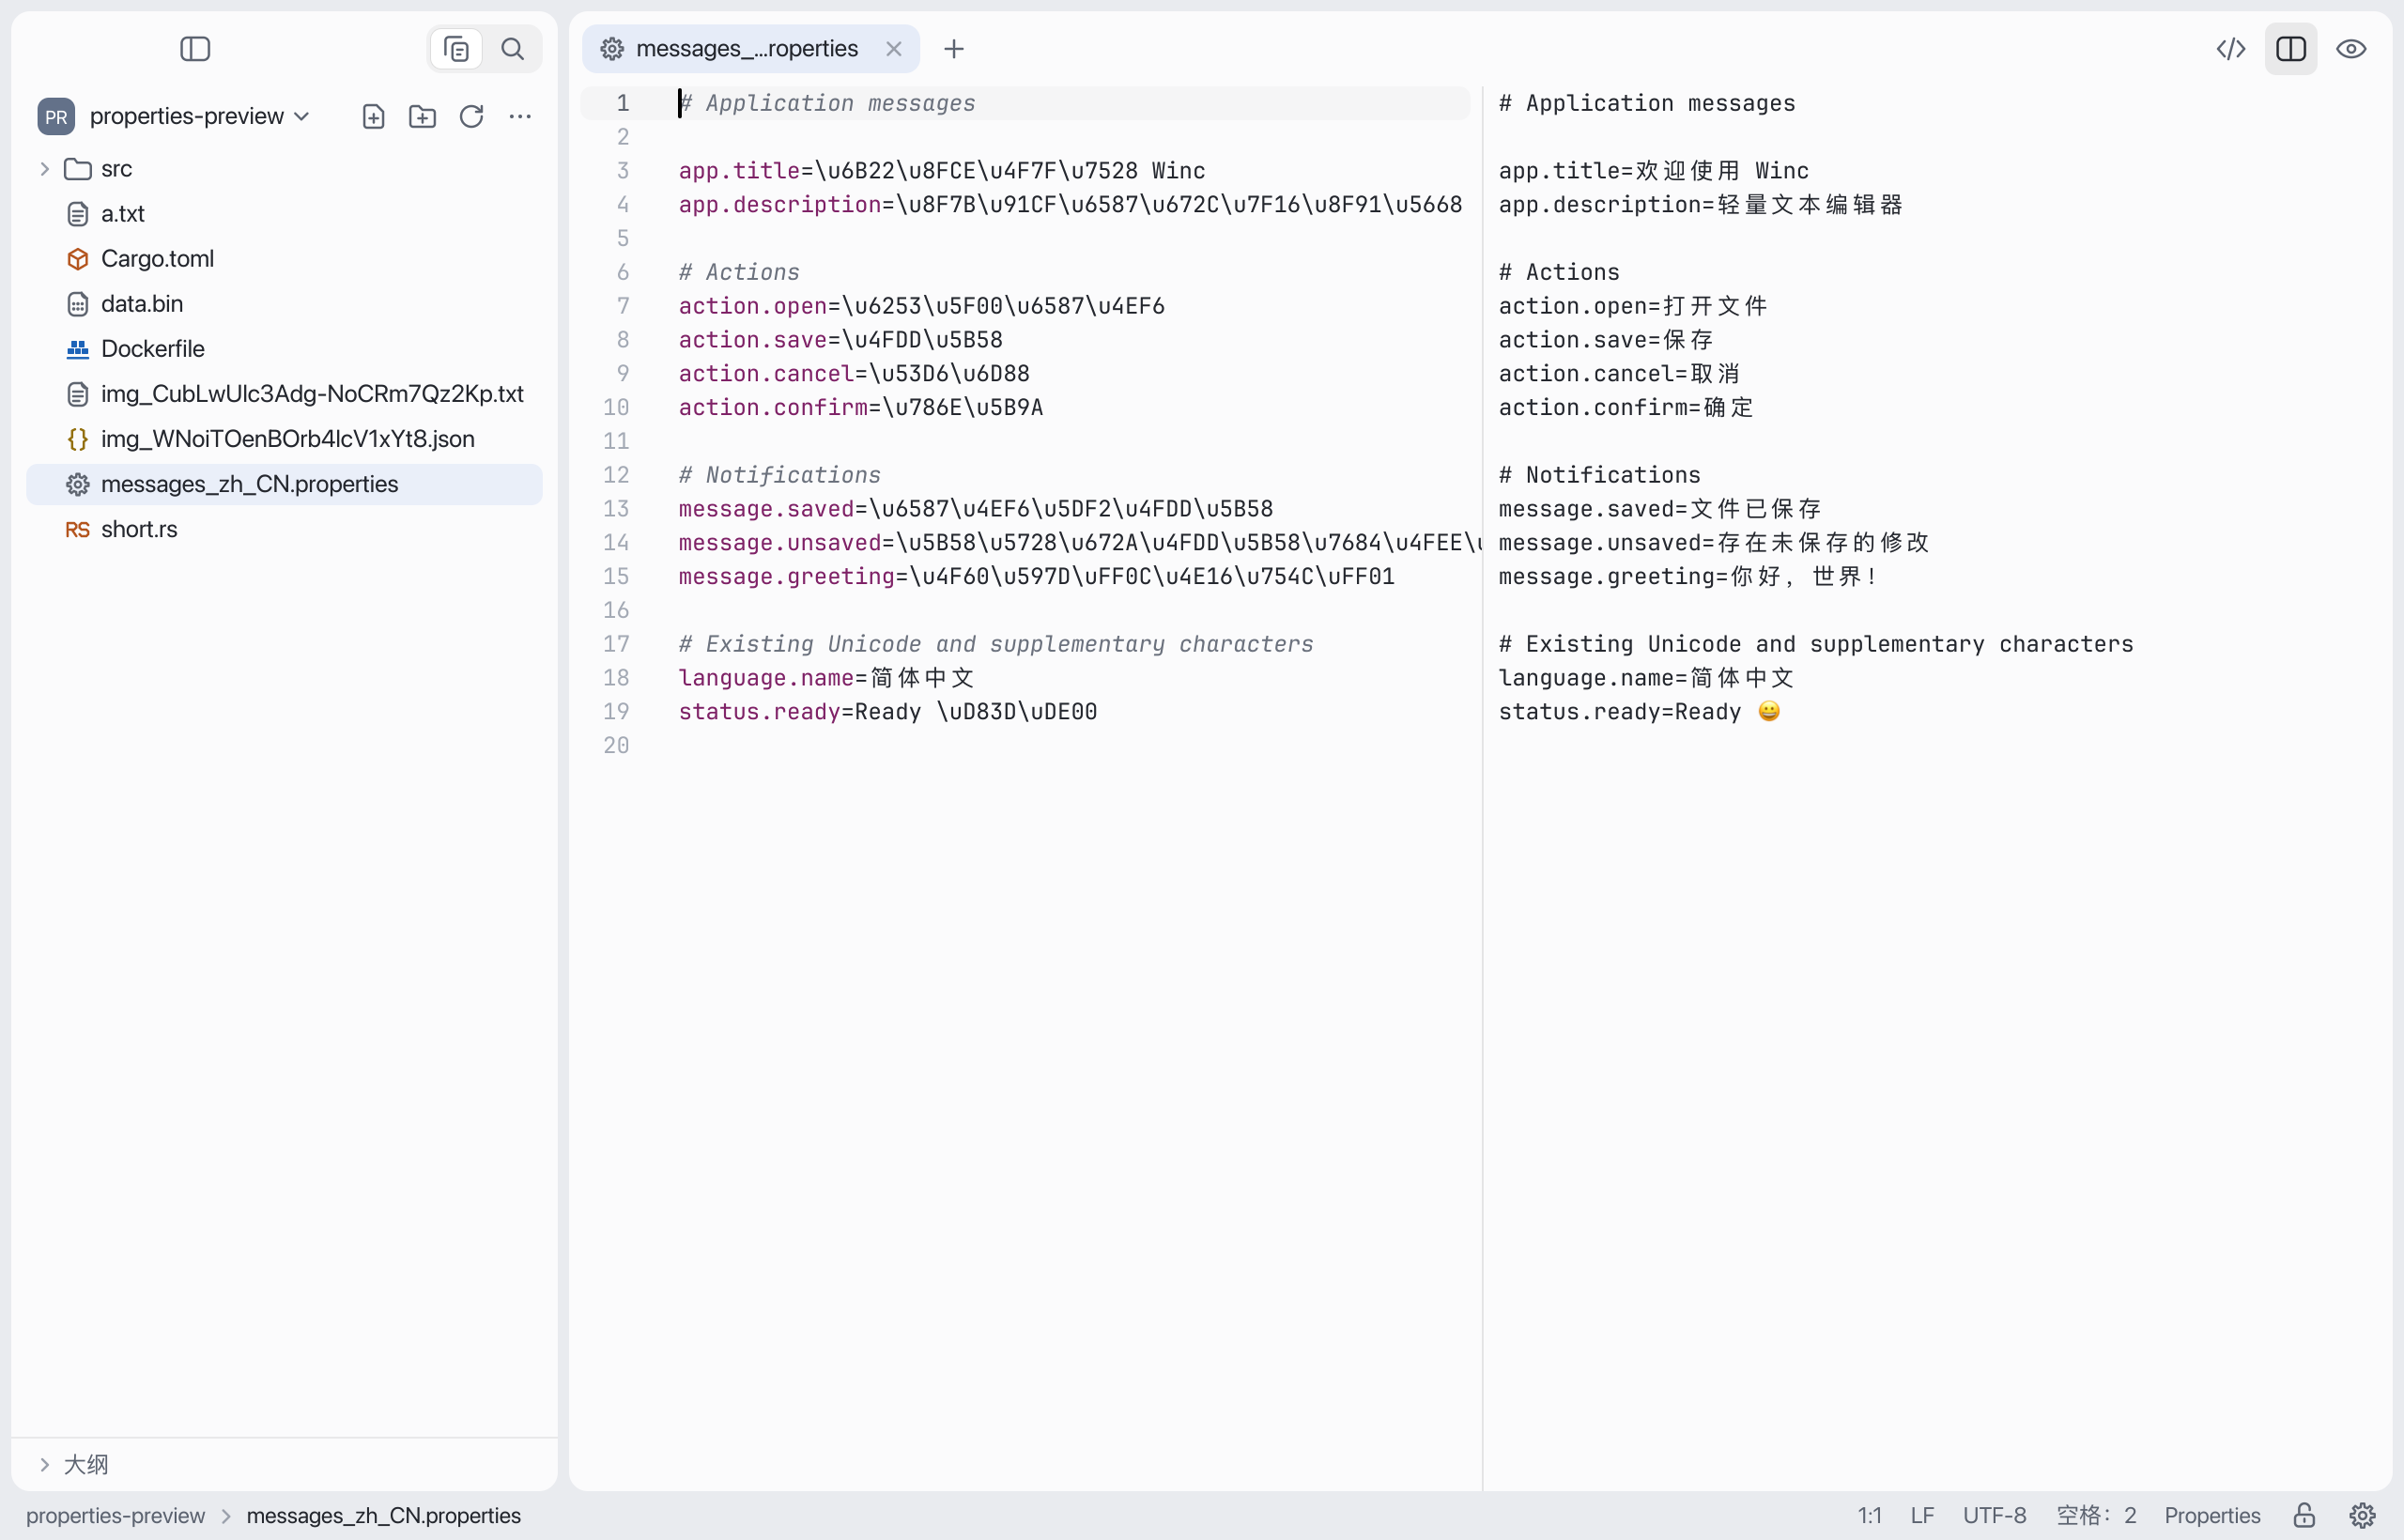 PR properties-preview
src
a.txt
Cargo.toml
data.bin
Dockerfile
img_CubLwUlc3Adg-NoCRm7Qz2Kp.txt
{} img_WNoiTOenBOrb4lcV1xYt8.json
messages_zh_CN.properties
RS short.rs
大纲
messages_...roperties
1 # Application messages
2
3 app.title=\u6B22\u8FCE\u4F7F\u7528 Winc
4 app.description=\u8F7B\u91CF\u6587\u672C\u7F16\u8F91\u5668
5
6 # Actions
7 action.open=\u6253\u5F00\u6587\u4EF6
8 action.save=\u4FDD\u5B58
9 action.cancel=\u53D6\u6D88
10 action.confirm=\u786E\u5B9A
11
12 # Notifications
13 message.saved=\u6587\u4EF6\u5DF2\u4FDD\u5B58
14 message.unsaved=\u5B58\u5728\u672A\u4FDD\u5B58\u7684\u4FEE\u
15 message.greeting=\u4F60\u597D\uFF0C\u4E16\u754C\uFF01
16
17 # Existing Unicode and supplementary characters
18 language.name=简体中文
19 status.ready=Ready \uD83D\uDE00
20
# Application messages
app.title=欢迎使用 Winc
app.description=轻量文本编辑器
# Actions
action.open=打开文件
action.save=保存
action.cancel=取消
action.confirm=确定
# Notifications
message.saved=文件已保存
message.unsaved=存在未保存的修改
message.greeting=你好，世界！
# Existing Unicode and supplementary characters
language.name=简体中文
status.ready=Ready 😀
properties-preview > messages_zh_CN.properties
1:1 LF UTF-8 空格：2 Properties